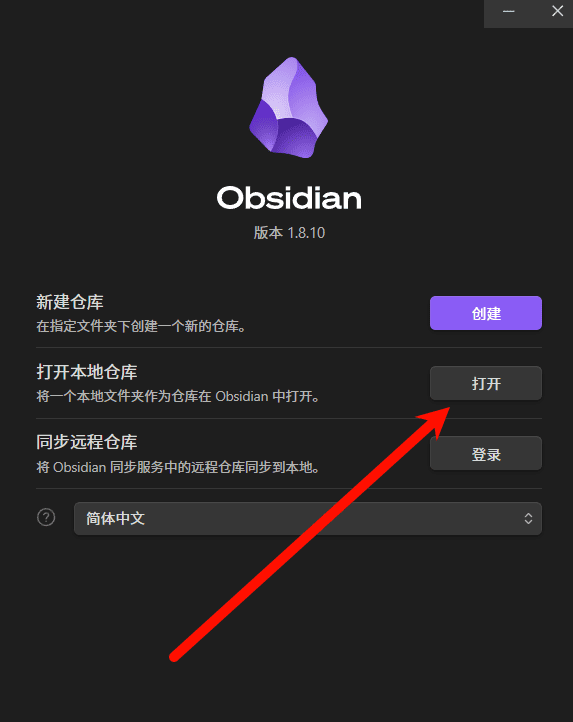 Obsidian
版本 1.8.10
新建仓库
在指定文件夹下创建一个新的仓库。
创建
打开本地仓库
将一个本地文件夹作为仓库在 Obsidian 中打开。
打开
同步远程仓库
将 Obsidian 同步服务中的远程仓库同步到本地。
登录
?
简体中文